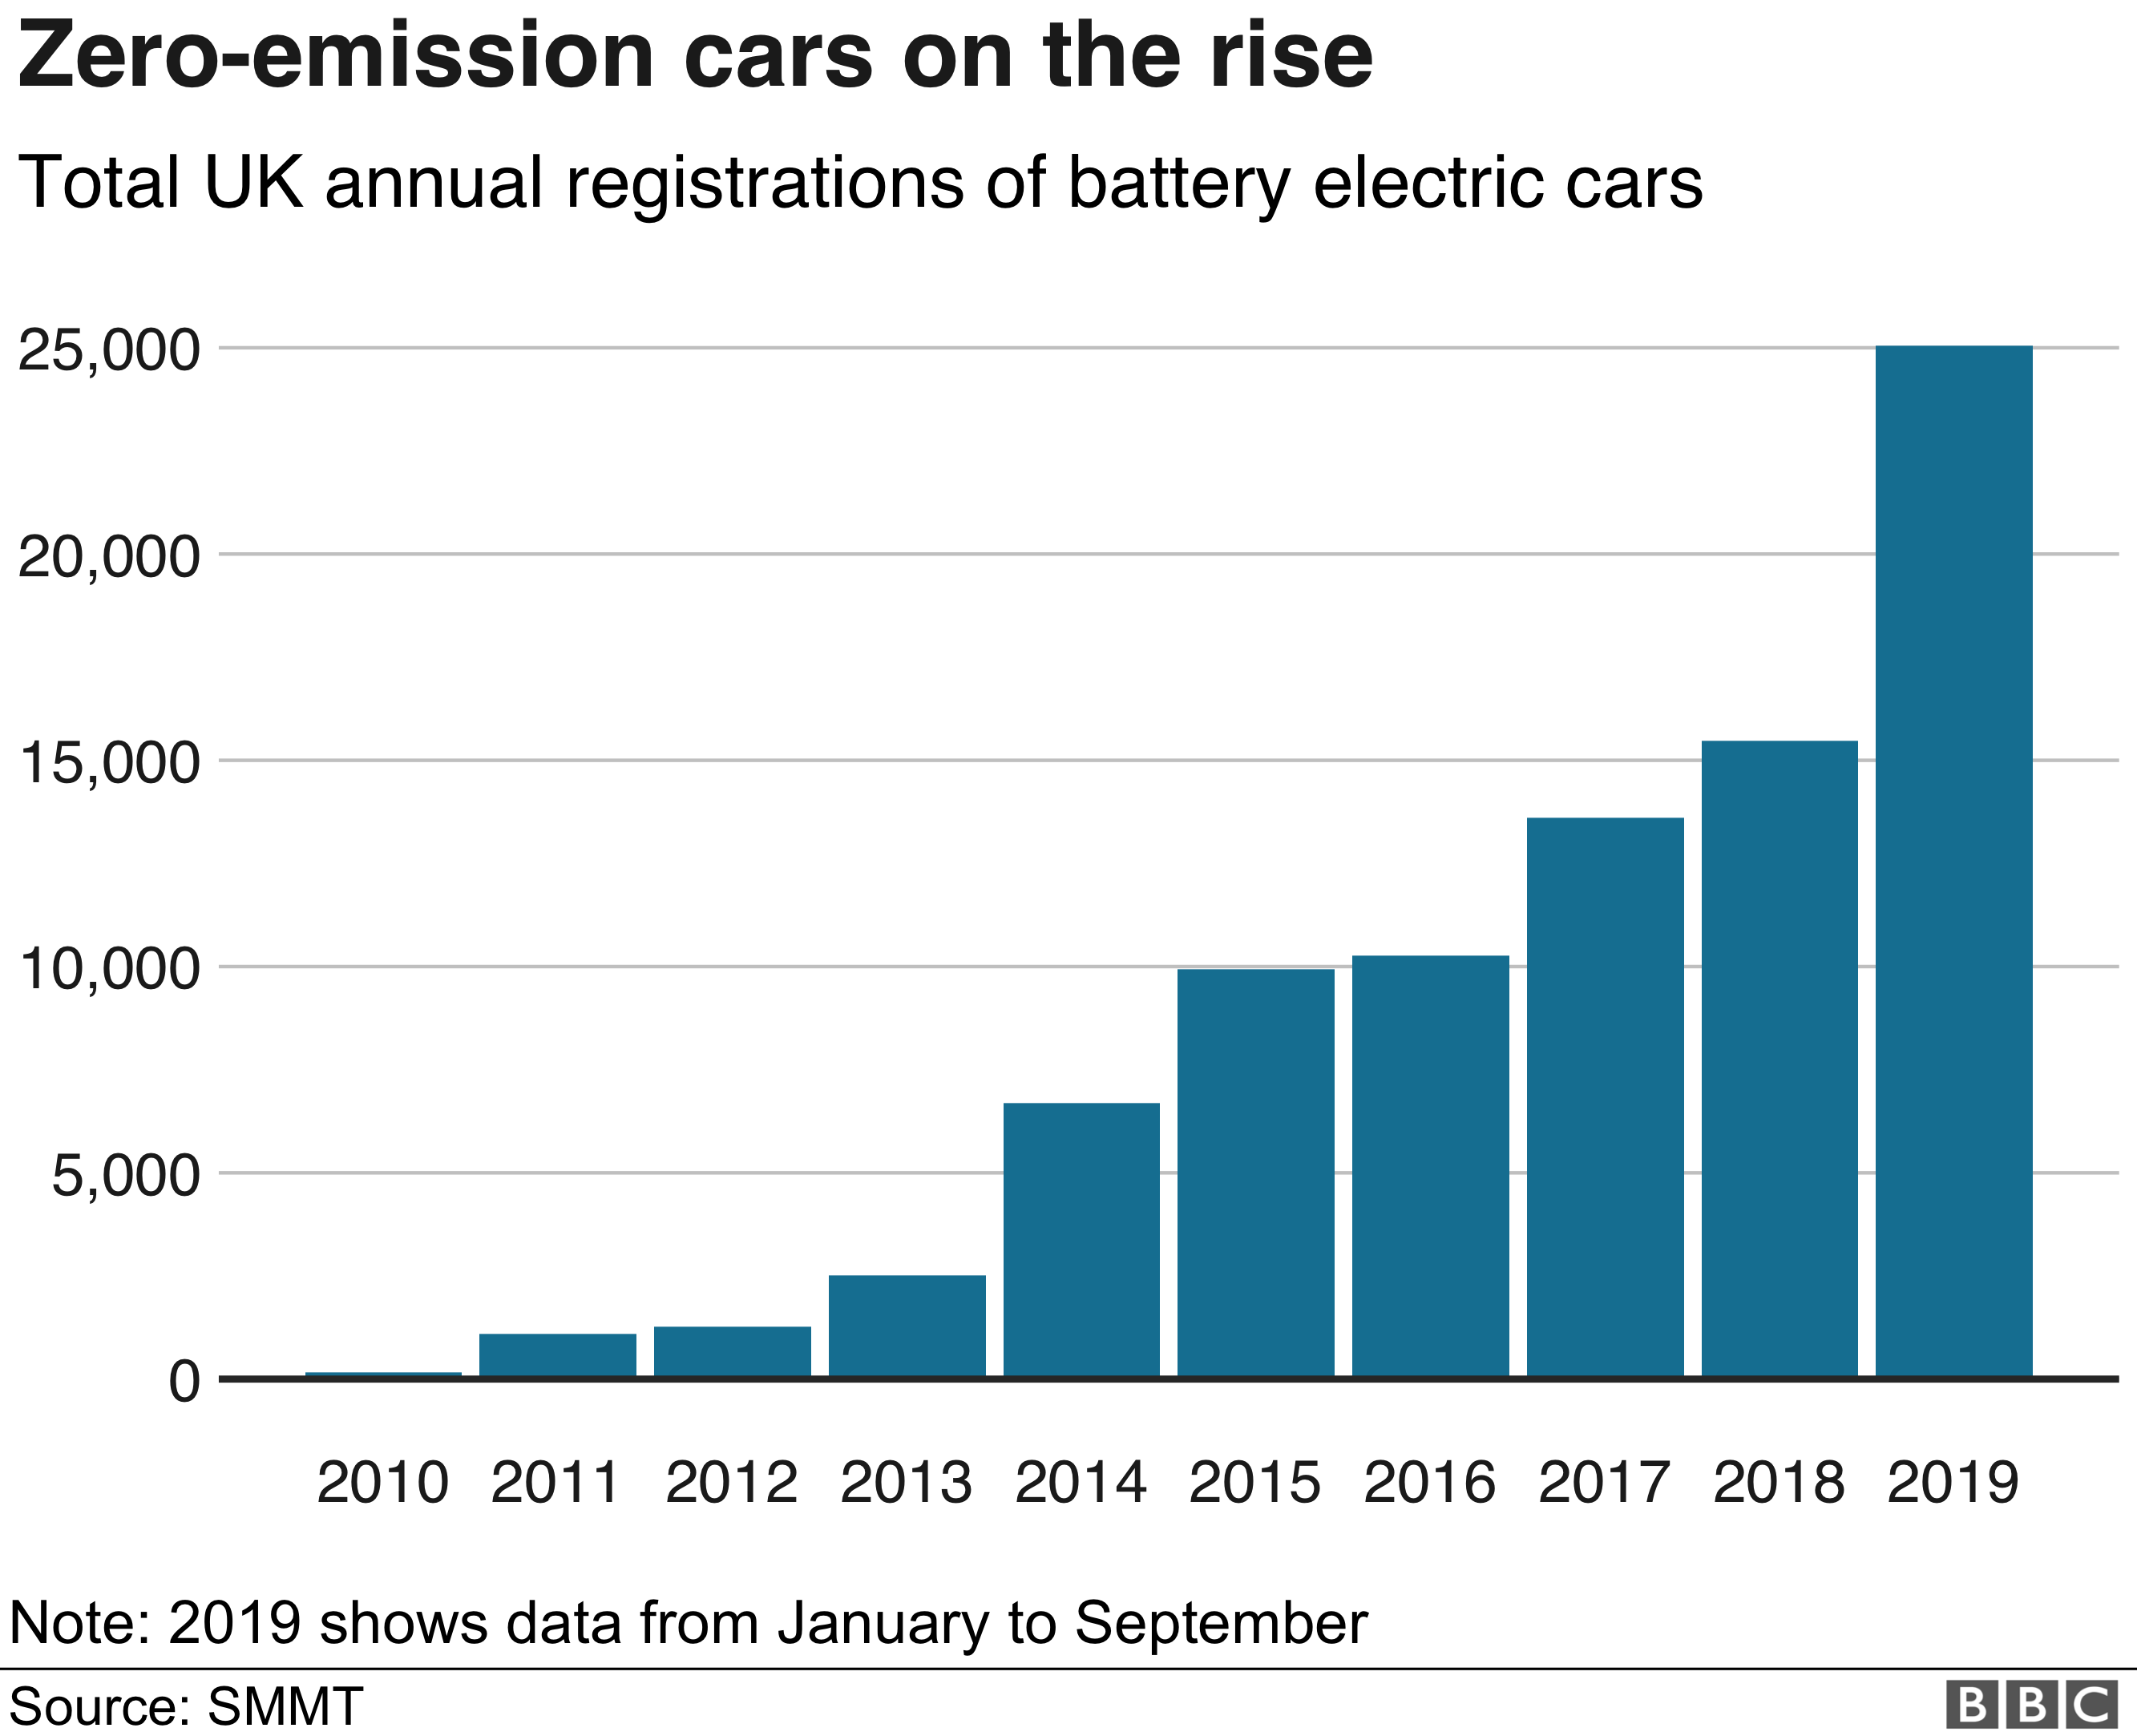 Zero-emission cars on the rise
Total UK annual registrations of battery electric cars
25,000
20,000
15,000
10,000
5,000
0
2010 2011 2012 2013 2014 2015 2016 2017 2018 2019
Note: 2019 shows data from January to September
Source: SMMT
BBC